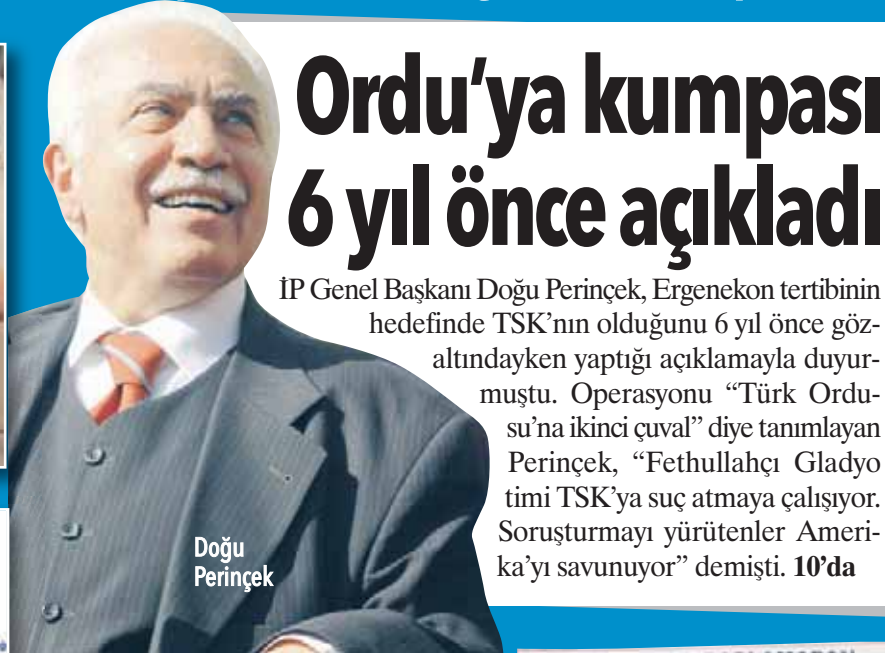 Ordu’ya kumpası
6 yıl önce açıkladı
İP Genel Başkanı Doğu Perinçek, Ergenekon tertibinin
hedefinde TSK’nın olduğunu 6 yıl önce göz-
altındayken yaptığı açıklamayla duyur-
muştu. Operasyonu “Türk Ordu-
su’na ikinci çuval” diye tanımlayan
Perinçek, “Fethullahçı Gladyo
timi TSK’ya suç atmaya çalışıyor.
Soruşturmayı yürütenler Ameri-
ka’yı savunuyor” demişti. 10’da
Doğu
Perinçek